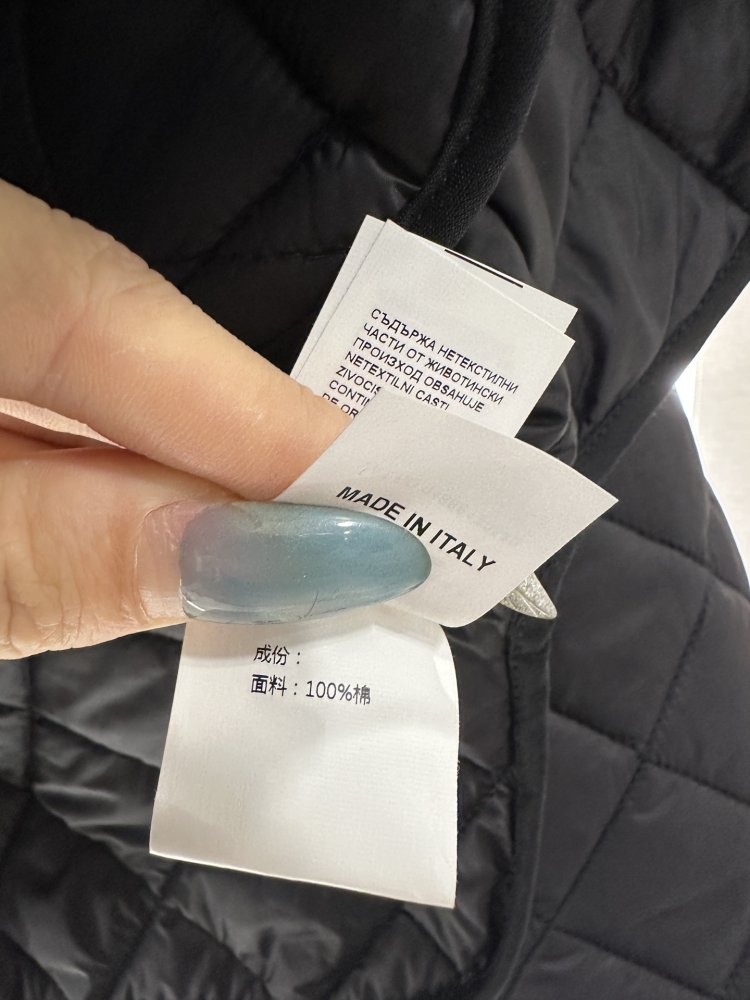 СЪДЪРЖА НЕТЕКСТИЛНИ
ЧАСТИ ОТ ЖИВОТИНСКИ
ПРОИЗХОД OBSAHUJE
NETEXTILNI CASTI
MADE IN ITALY
成份：
面料：100%棉